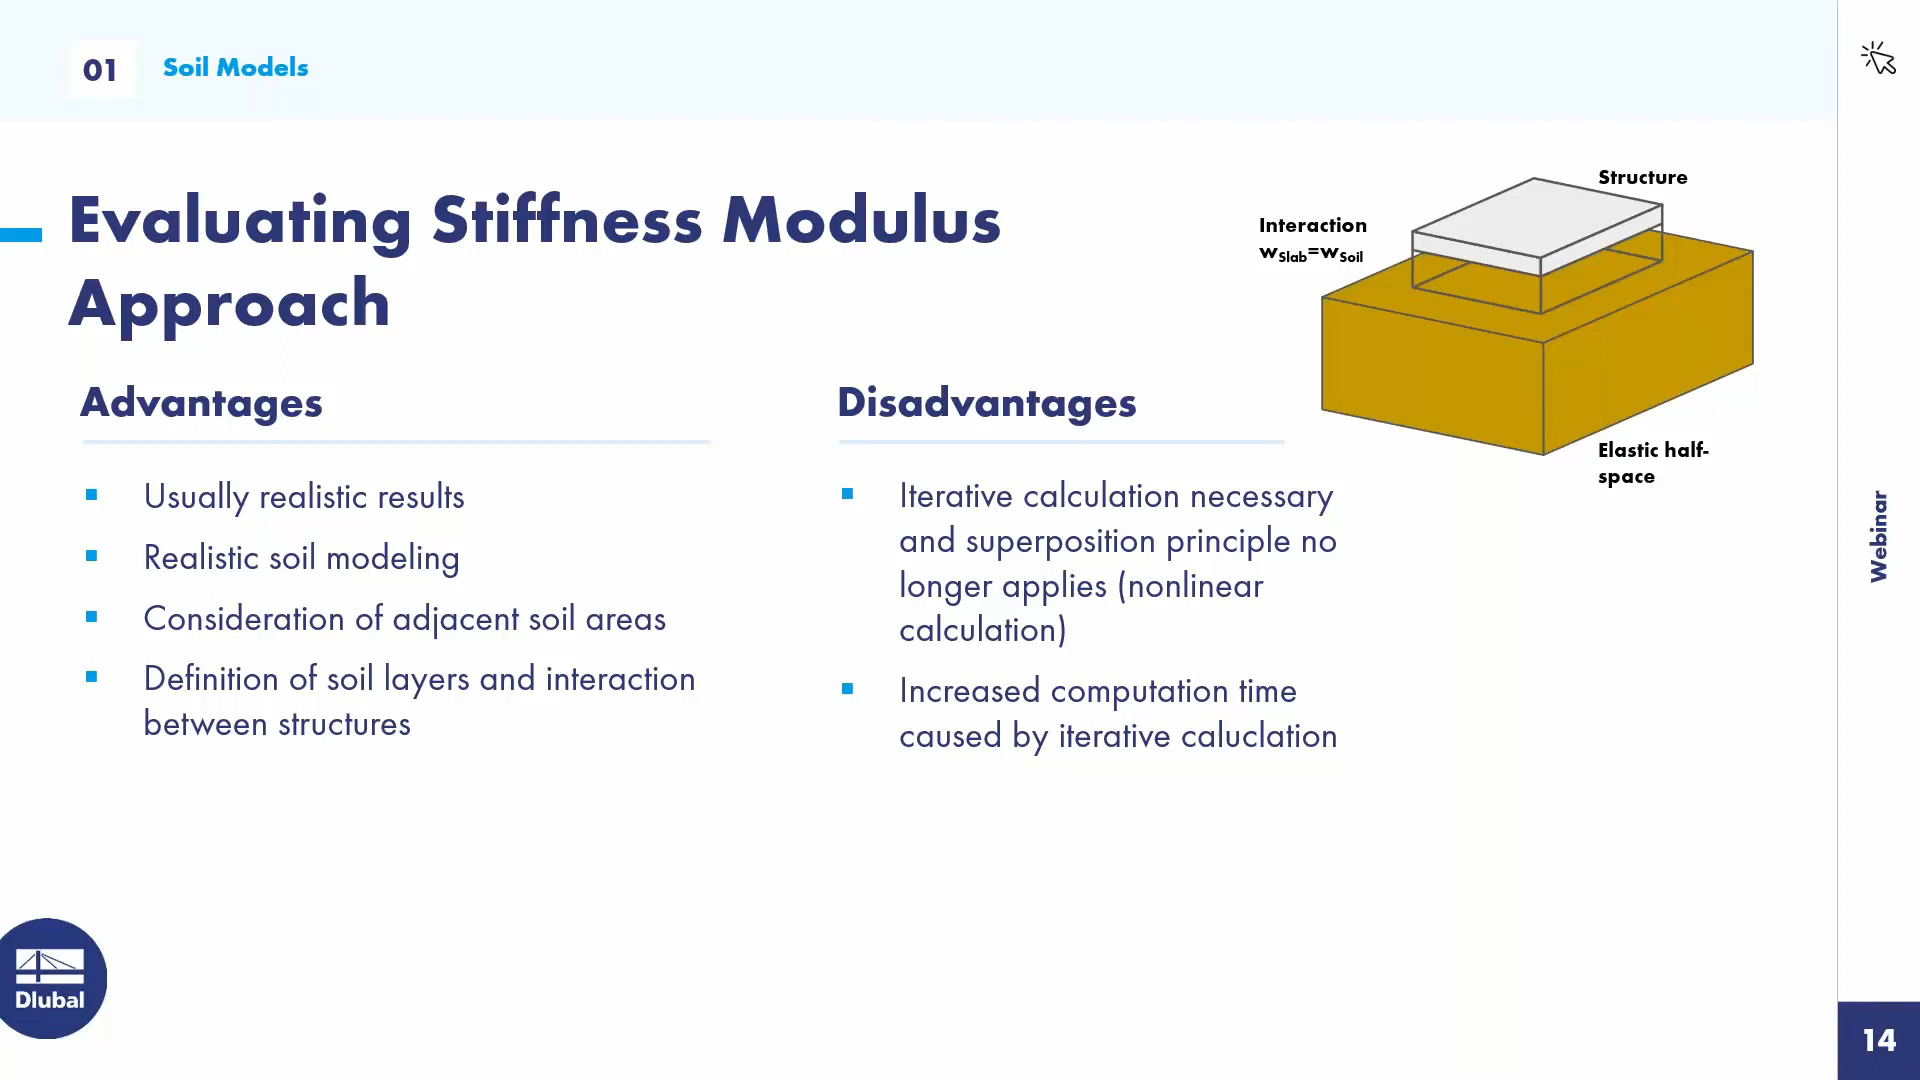 01
Soil Models
Evaluating Stiffness Modulus
Approach
Structure
Interaction
wSlab=wSoil
Elastic half-
space
Advantages
Usually realistic results
Realistic soil modeling
Consideration of adjacent soil areas
Definition of soil layers and interaction
between structures
Disadvantages
Iterative calculation necessary
and superposition principle no
longer applies (nonlinear
calculation)
Increased computation time
caused by iterative caluclation
Webinar
Dlubal
14